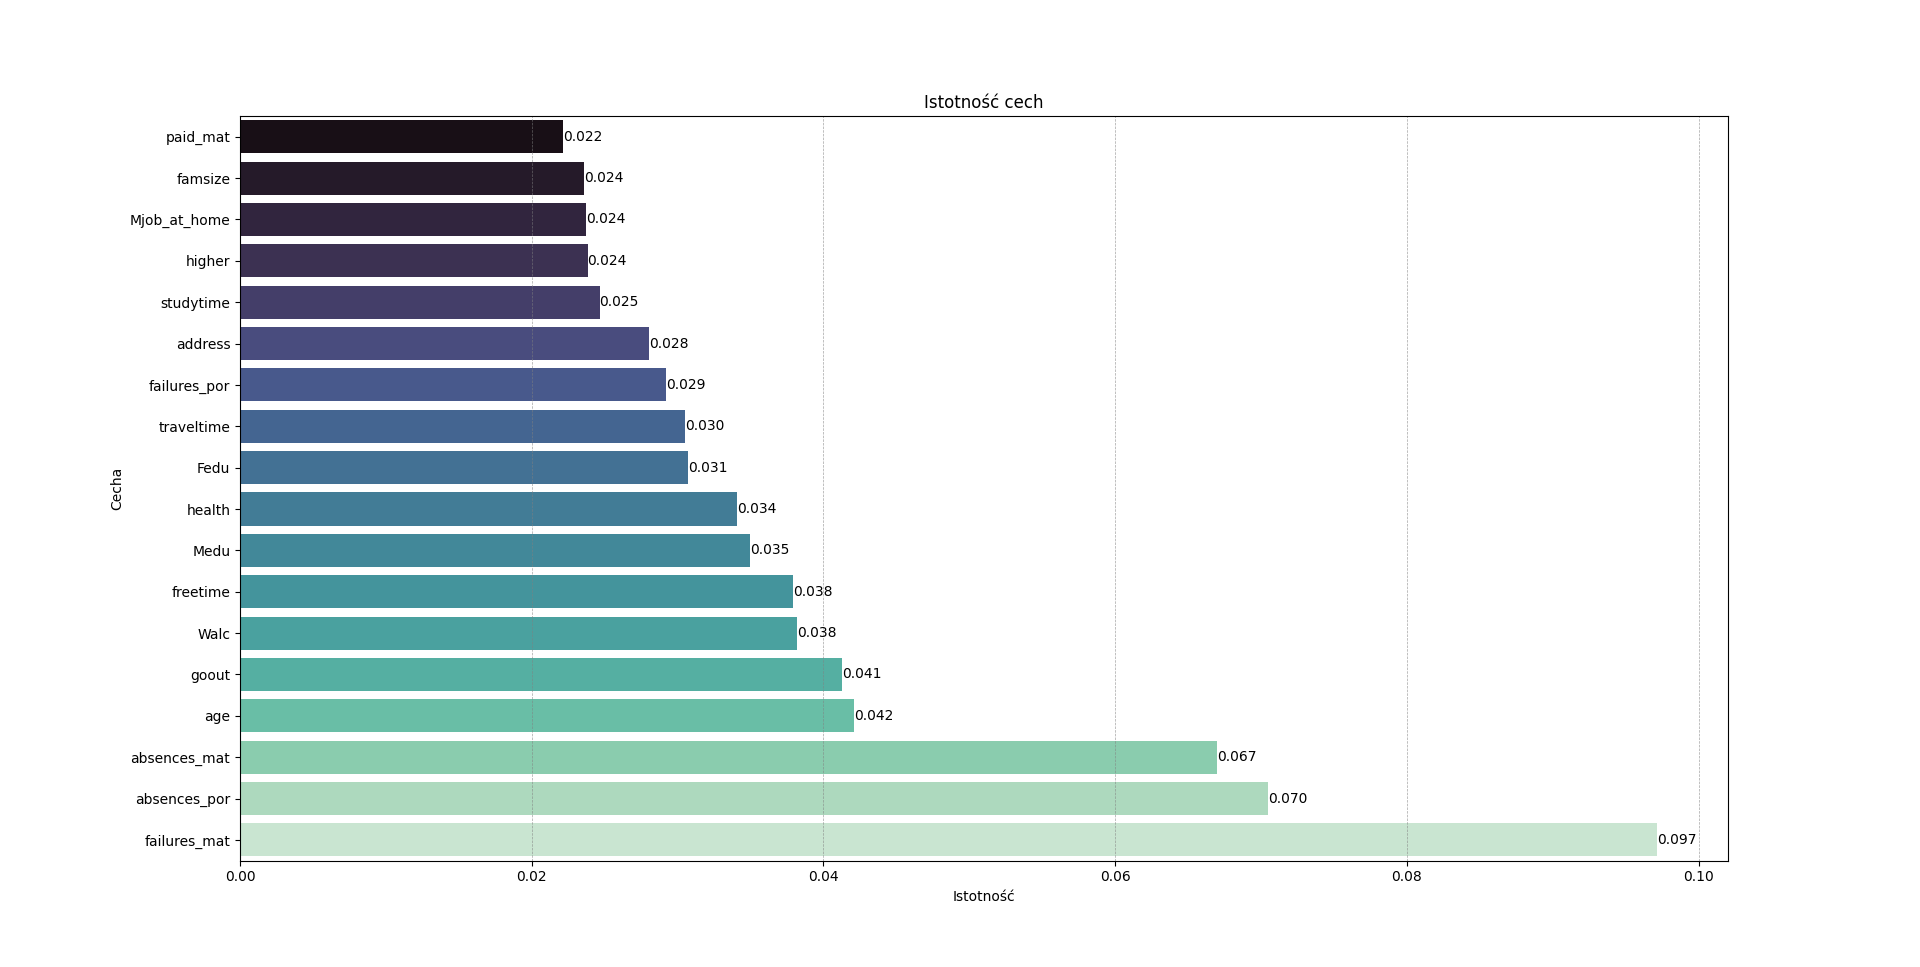 Istotność cech
paid_mat 0.022
famsize 0.024
Mjob_at_home 0.024
higher 0.024
studytime 0.025
address 0.028
failures_por 0.029
traveltime 0.030
Fedu 0.031
health 0.034
Medu 0.035
freetime 0.038
Walc 0.038
goout 0.041
age 0.042
absences_mat 0.067
absences_por 0.070
failures_mat 0.097
Cecha
0.00 0.02 0.04 0.06 0.08 0.10
Istotność